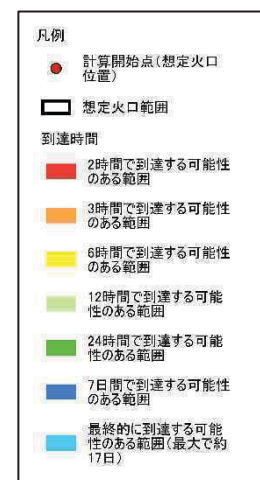 凡例
計算開始点(想定火口
位置)
想定火口範囲
到達時間
2時間で到達する可能性
のある範囲
3時間で到達する可能性
のある範囲
6時間で到達する可能性
のある範囲
12時間で到達する可能
性のある範囲
24時間で到達する可能
性のある範囲
7日間で到達する可能性
のある範囲
最終的に到達する可能
性のある範囲(最大で約
17日)